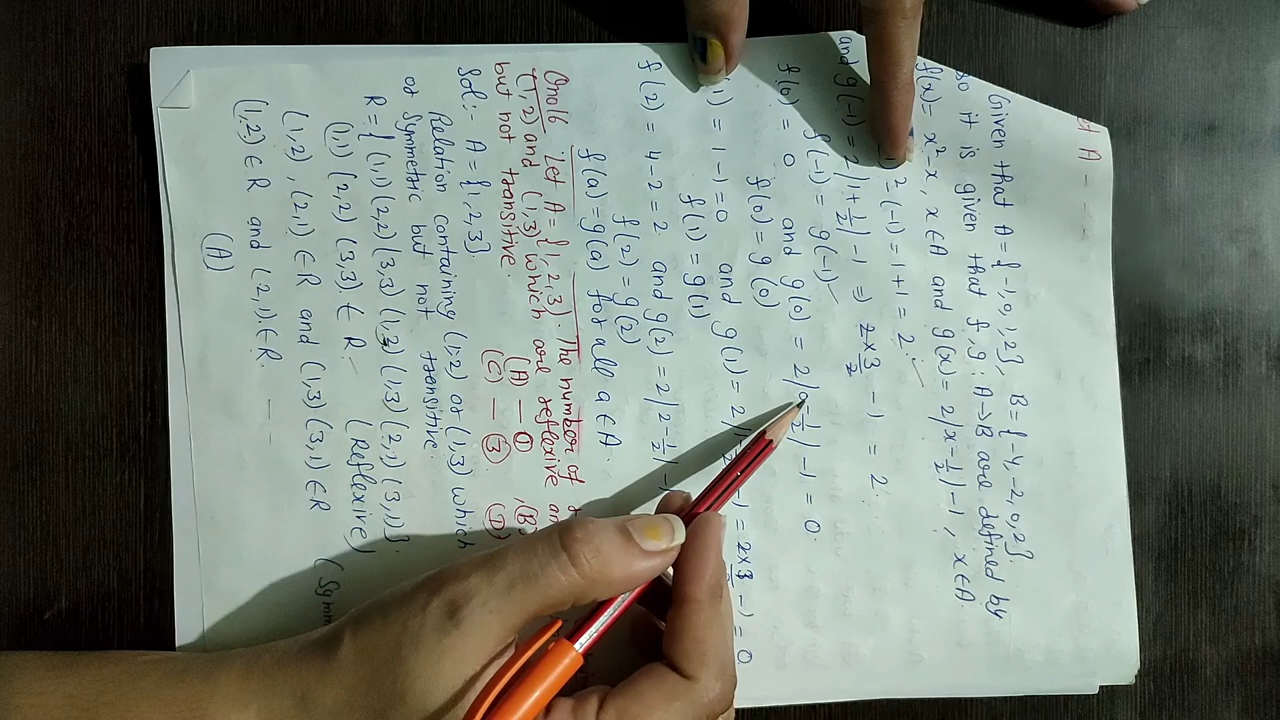 A - - -
Given that A = {-1, 0, 1, 2}, B = {-4, -2, 0, 2}.
so it is given that f, g : A → B are defined by
f(x) = x² - x, x ∈ A and g(x) = 2|x - 1/2| - 1, x ∈ A.
² - (-1) = 1 + 1 = 2.
and g(-1) = 2|1 + 1/2| - 1 ⇒ 2 × 3/2 - 1 = 2.
f(-1) = g(-1)
f(0) = 0 and g(0) = 2|0 - 1/2| - 1 = 0.
f(0) = g(0)
(1) = 1 - 1 = 0 and g(1) = 2|1 - 1 = 2 × 3 - 1 = 0
f(1) = g(1)
f(2) = 4 - 2 = 2 and g(2) = 2|2 - 1/2| - 1
f(2) = g(2)
f(a) = g(a) for all a ∈ A.
Qno16 Let A = {1, 2, 3}. The number of
(1, 2) and (1, 3) which are reflexive an
but not transitive. (A) — ① , (B)
(C) — ③ (D)
Sol:- A = {1, 2, 3}
Relation containing (1, 2) or (1, 3) which
or Symmetric but not transitive.
R = { (1,1) (2,2) (3,3) (1,2) (1,3) (2,1) (3,1)}.
(1,1) (2,2) (3,3) ∈ R. (Reflexive)
(1,2), (2,1) ∈ R and (1,3) (3,1) ∈ R (Symm
(1,2) ∈ R and (2,1) ∈ R. — —
(A)